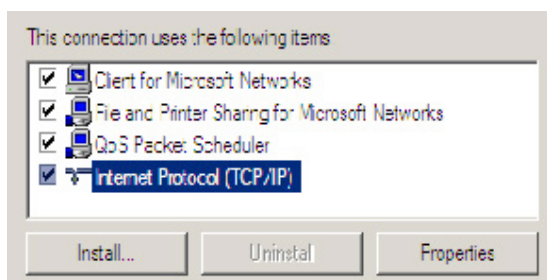 This connection uses the following items
Client for Microsoft Networks
File and Printer Sharing for Microsoft Networks
QoS Packet Scheduler
Internet Protocol (TCP/IP)
Install...
Uninstal
Properties